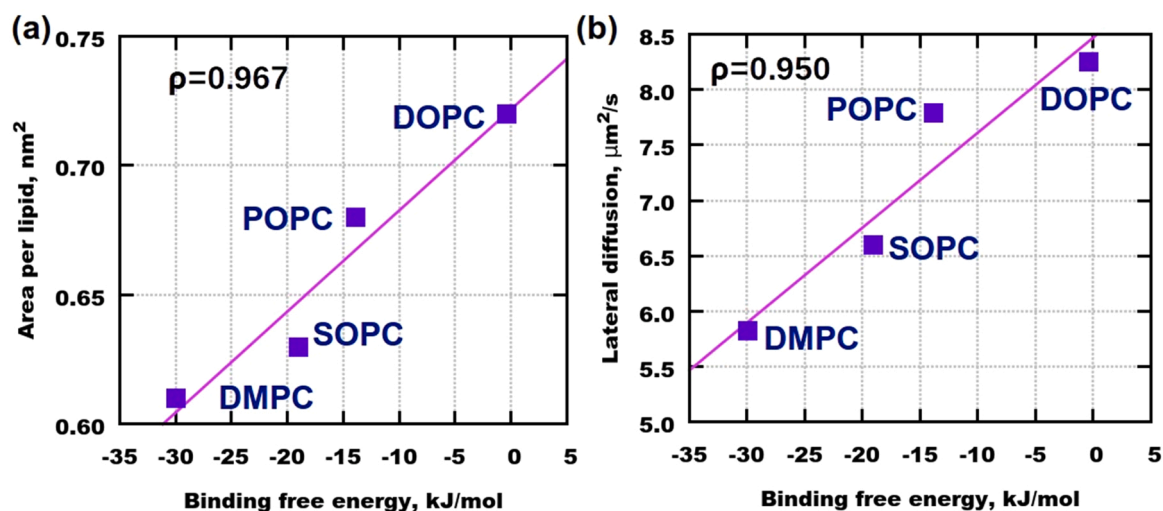 (a)
ρ=0.967
Area per lipid, nm²
0.75
0.70
0.65
0.60
DOPC
POPC
SOPC
DMPC
-35 -30 -25 -20 -15 -10 -5 0 5
Binding free energy, kJ/mol
(b)
ρ=0.950
Lateral diffusion, μm²/s
8.5
8.0
7.5
7.0
6.5
6.0
5.5
5.0
POPC
DOPC
SOPC
DMPC
-35 -30 -25 -20 -15 -10 -5 0 5
Binding free energy, kJ/mol